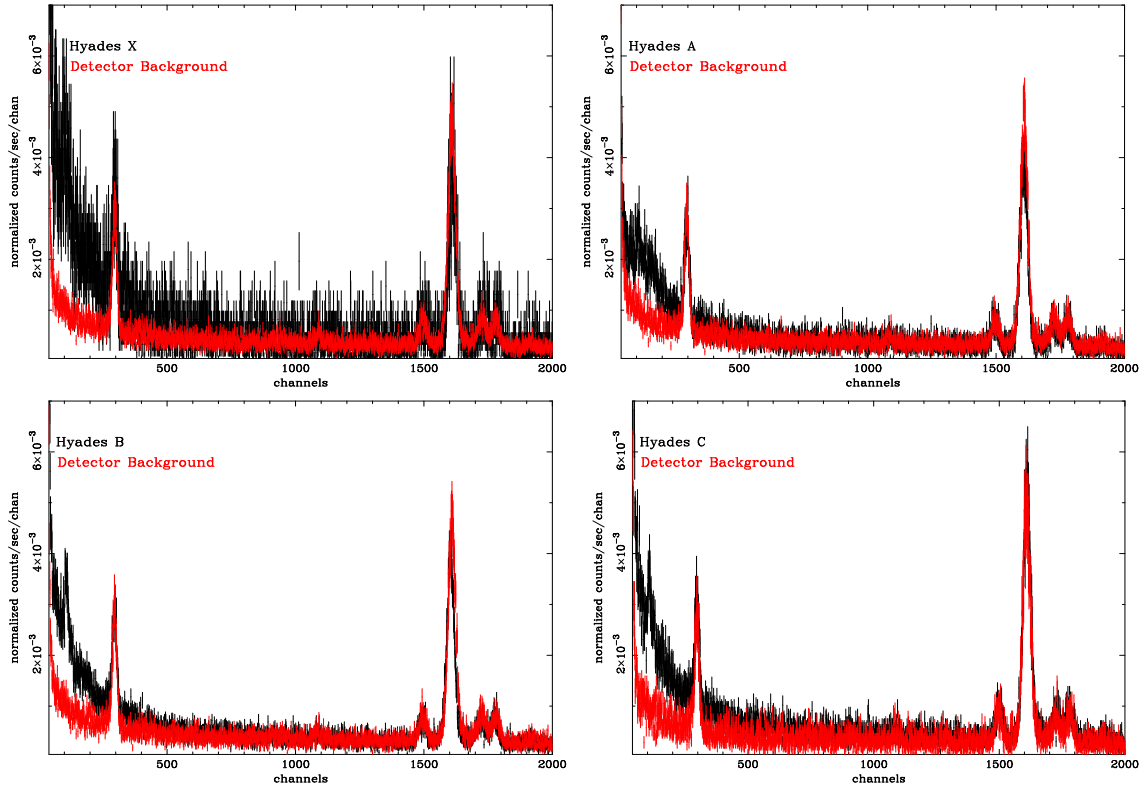 Hyades X
Detector Background
normalized counts/sec/chan
2×10⁻³
4×10⁻³
6×10⁻³
500
1000
1500
2000
channels
Hyades A
Detector Background
normalized counts/sec/chan
2×10⁻³
4×10⁻³
6×10⁻³
500
1000
1500
2000
channels
Hyades B
Detector Background
normalized counts/sec/chan
2×10⁻³
4×10⁻³
6×10⁻³
500
1000
1500
2000
channels
Hyades C
Detector Background
normalized counts/sec/chan
2×10⁻³
4×10⁻³
6×10⁻³
500
1000
1500
2000
channels